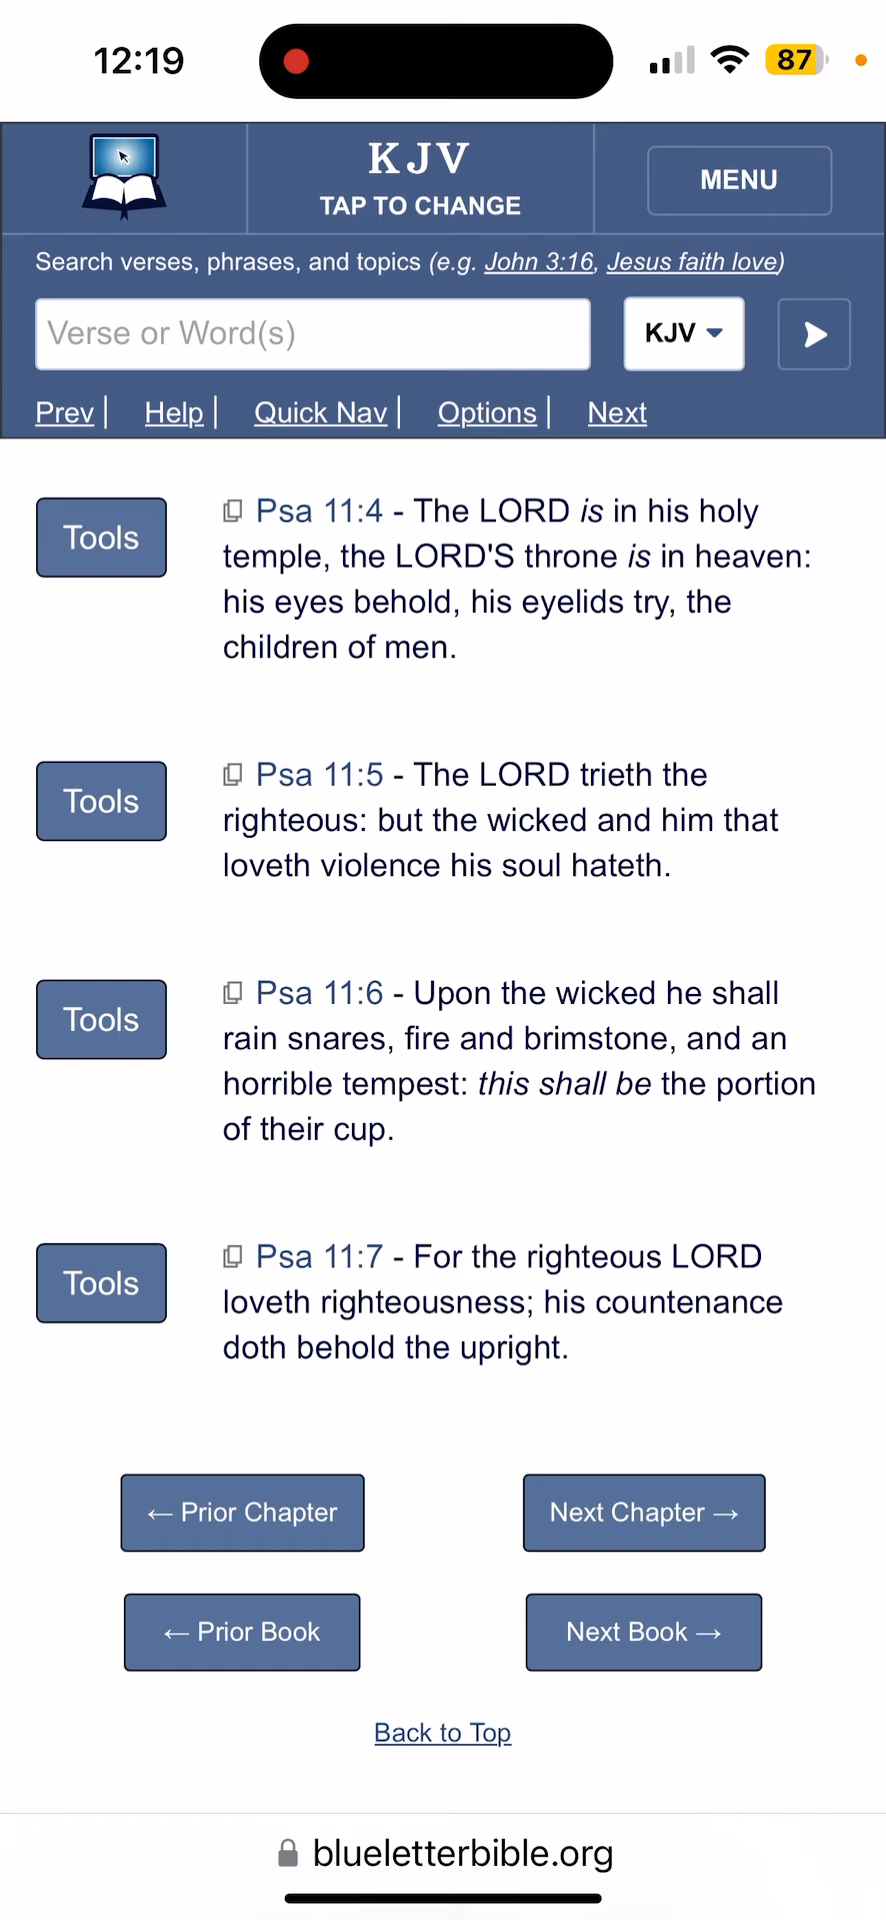 12:19
87
KJV
TAP TO CHANGE
MENU
Search verses, phrases, and topics (e.g. John 3:16, Jesus faith love)
Verse or Word(s)
KJV
Prev | Help | Quick Nav | Options | Next
Tools
Psa 11:4 - The LORD is in his holy
temple, the LORD'S throne is in heaven:
his eyes behold, his eyelids try, the
children of men.
Tools
Psa 11:5 - The LORD trieth the
righteous: but the wicked and him that
loveth violence his soul hateth.
Tools
Psa 11:6 - Upon the wicked he shall
rain snares, fire and brimstone, and an
horrible tempest: this shall be the portion
of their cup.
Tools
Psa 11:7 - For the righteous LORD
loveth righteousness; his countenance
doth behold the upright.
← Prior Chapter
Next Chapter →
← Prior Book
Next Book →
Back to Top
blueletterbible.org